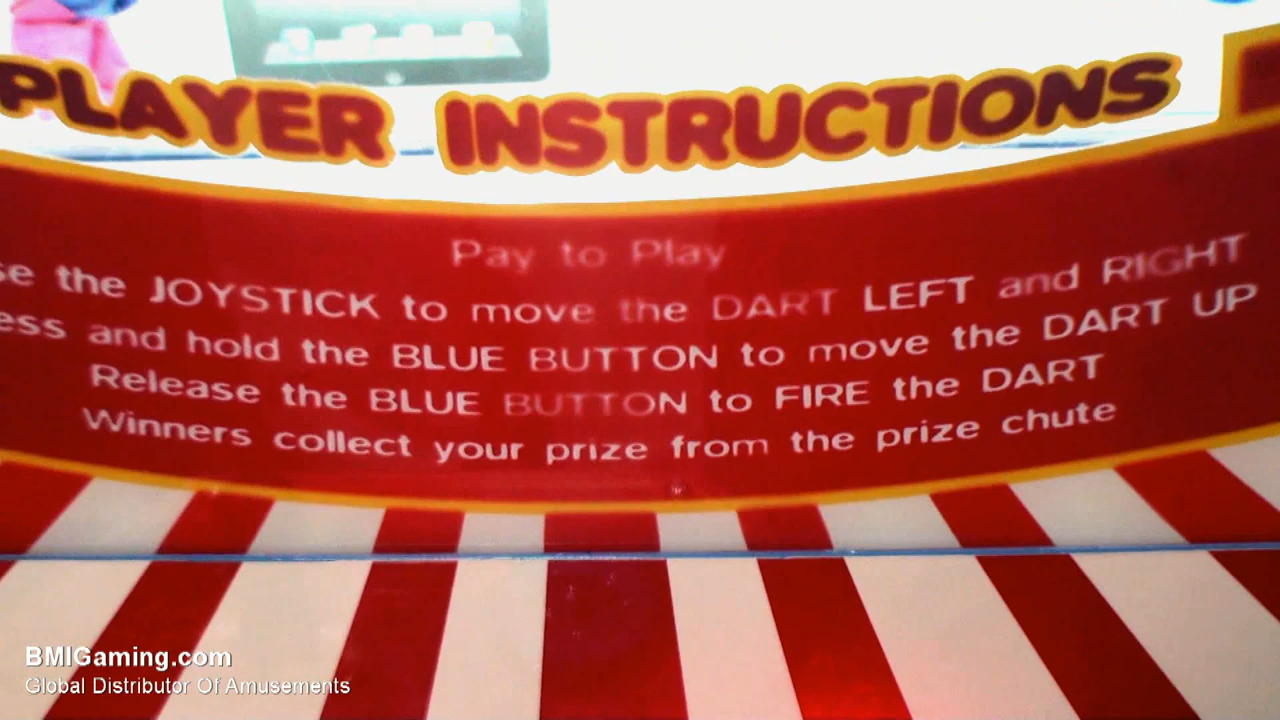 PLAYER INSTRUCTIONS
Pay to Play
se the JOYSTICK to move the DART LEFT and RIGHT
ess and hold the BLUE BUTTON to move the DART UP
Release the BLUE BUTTON to FIRE the DART
Winners collect your prize from the prize chute
BMIGaming.com
Global Distributor Of Amusements